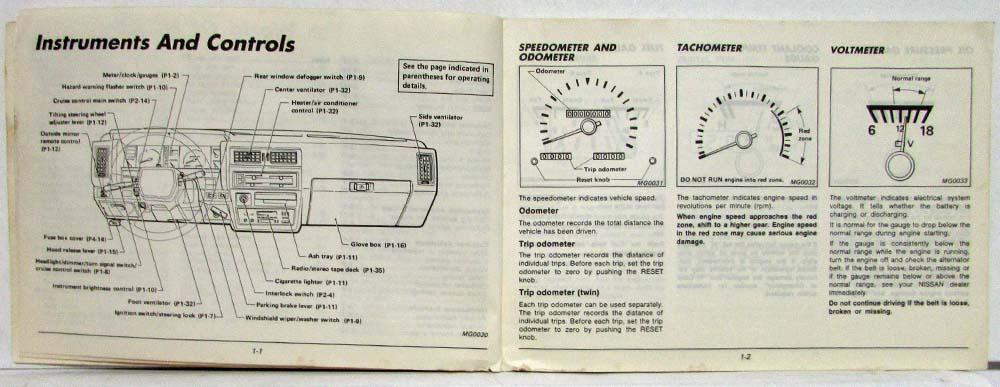 Instruments And Controls
See the page indicated in
parentheses for operating
details.
Meter/clock/gauges (P1-2)
Hazard warning flasher switch (P1-10)
Cruise control main switch (P2-14)
Tilting steering wheel
adjuster lever (P1-12)
Outside mirror
remote control
(P1-12)
Rear window defogger switch (P1-9)
Center ventilator (P1-32)
Heater/air conditioner
control (P1-32)
Side ventilator
(P1-32)
Fuse box cover (P4-14)
Hood release lever (P1-15)
Headlight/dimmer/turn signal switch/
cruise control switch (P1-8)
Instrument brightness control (P1-10)
Foot ventilator (P1-32)
Ignition switch/steering lock (P1-7)
Glove box (P1-16)
Ash tray (P1-11)
Radio/stereo tape deck (P1-35)
Cigarette lighter (P1-11)
Interlock switch (P2-4)
Parking brake lever (P1-11)
Windshield wiper/washer switch (P1-9)
MG0030
1-1
SPEEDOMETER AND
ODOMETER
Odometer
Trip odometer
Reset knob
MG0031
The speedometer indicates vehicle speed.
Odometer
The odometer records the total distance the
vehicle has been driven.
Trip odometer
The trip odometer records the distance of
individual trips. Before each trip, set the trip
odometer to zero by pushing the RESET
knob.
Trip odometer (twin)
Each trip odometer can be used separately.
The trip odometer records the distance of
individual trips. Before each trip, set the trip
odometer to zero by pushing the RESET
knob.
TACHOMETER
Red
zone
DO NOT RUN engine into red zone.
MG0032
The tachometer indicates engine speed in
revolutions per minute (rpm).
When engine speed approaches the red
zone, shift to a higher gear. Engine speed
in the red zone may cause serious engine
damage.
VOLTMETER
Normal range
6 12 18
V
MG0033
The voltmeter indicates electrical system
voltage. It tells whether the battery is
charging or discharging.
It is normal for the gauge to drop below the
normal range during engine starting.
If the gauge is consistently below the
normal range while the engine is running,
turn the engine off and check the alternator
belt. If the belt is loose, broken, missing or
if the gauge remains below or above the
normal range, see your NISSAN dealer
immediately.
Do not continue driving if the belt is loose,
broken or missing.
1-2